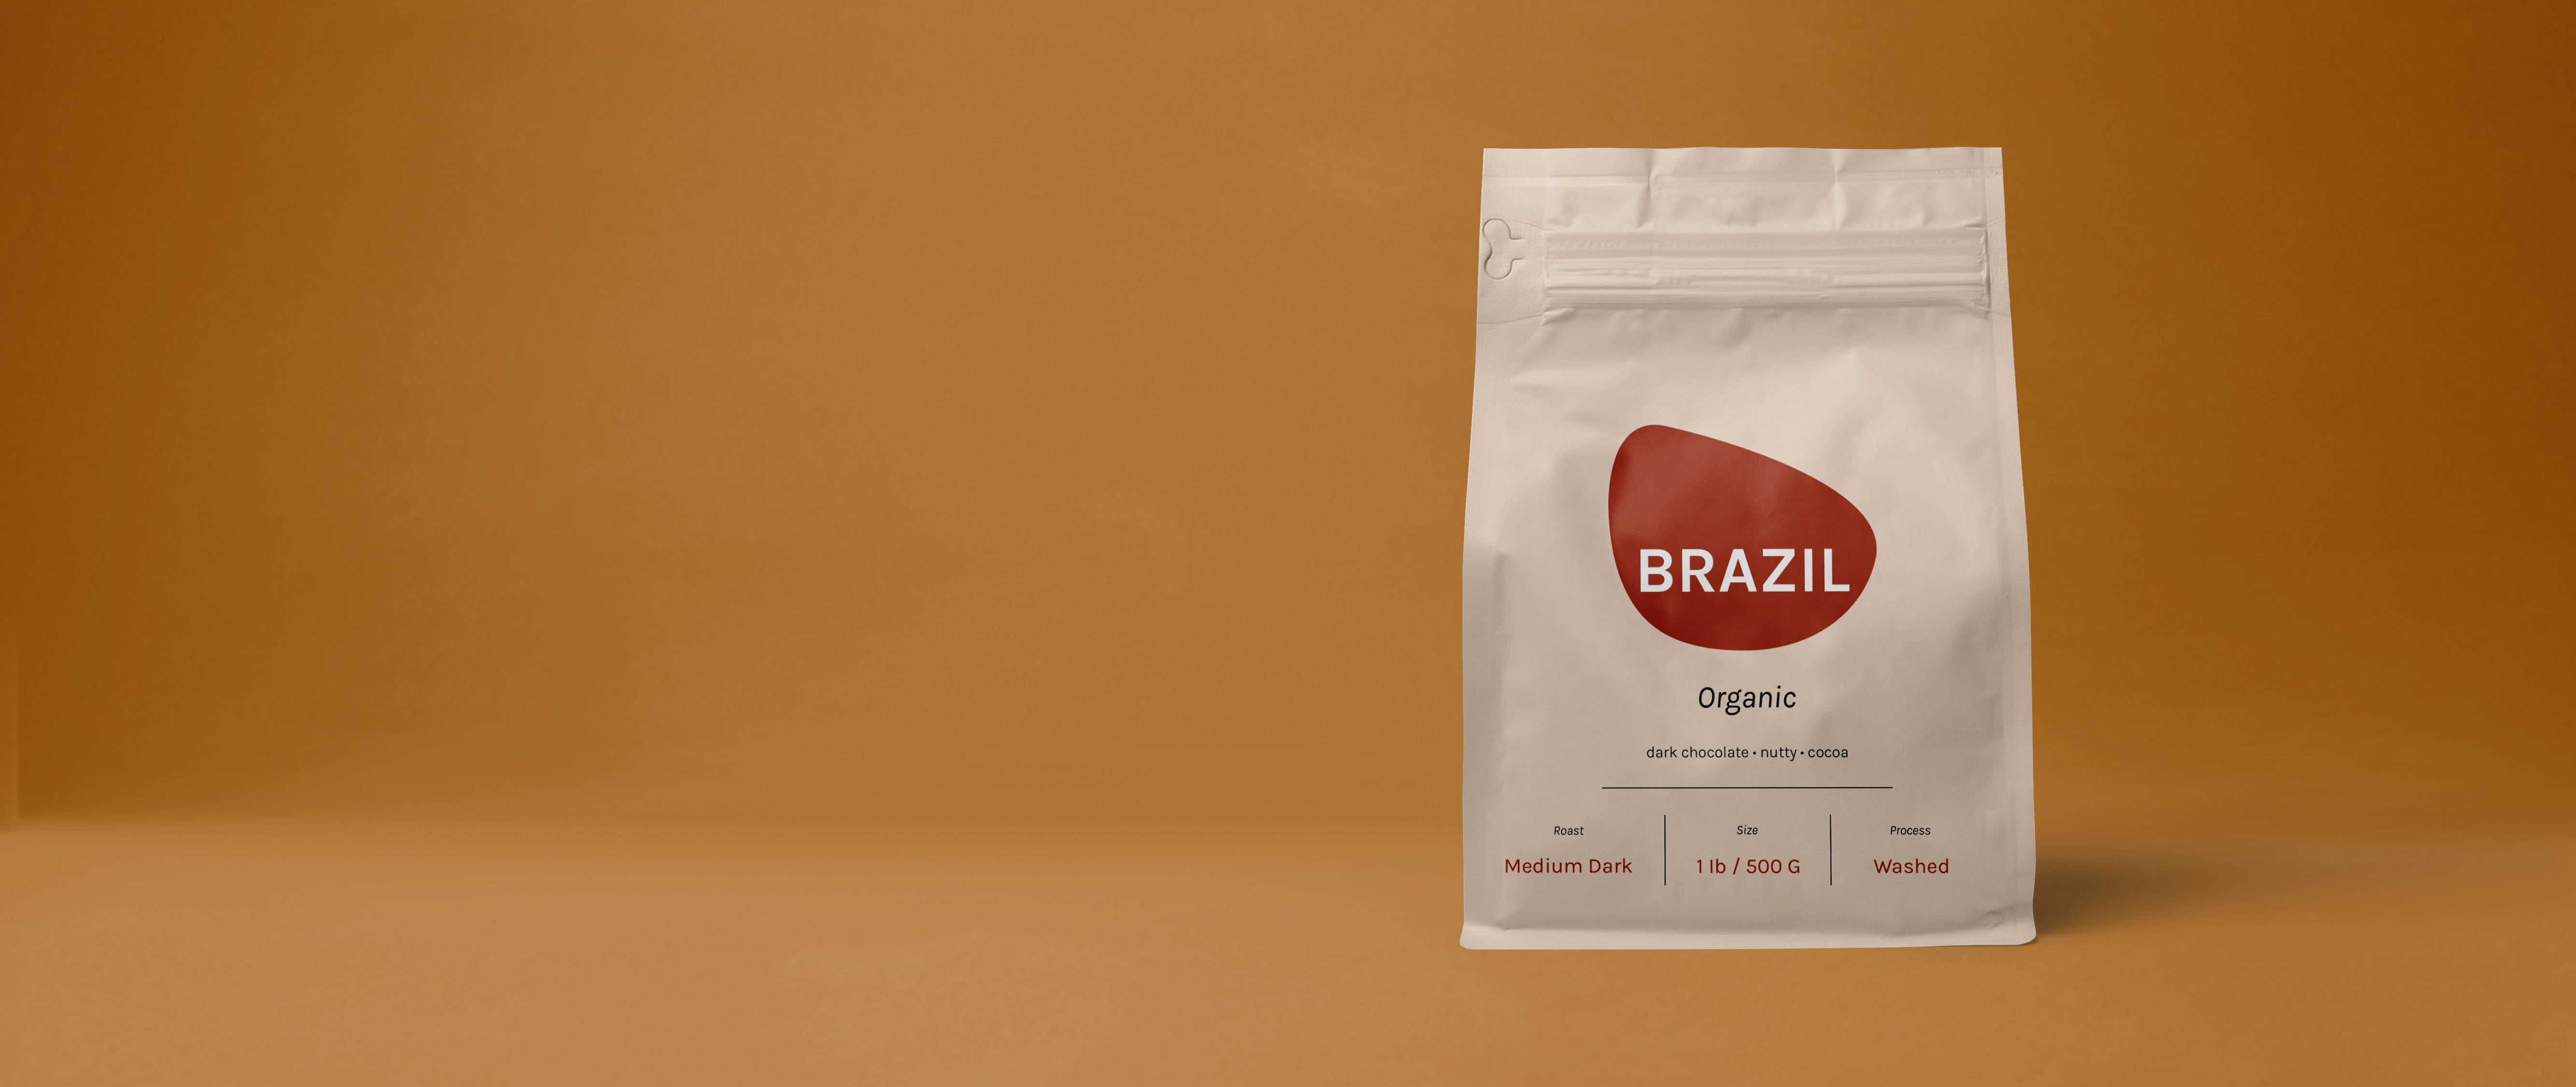 BRAZIL
Organic
dark chocolate • nutty • cocoa
Roast Size Process
Medium Dark 1 lb / 500 G Washed